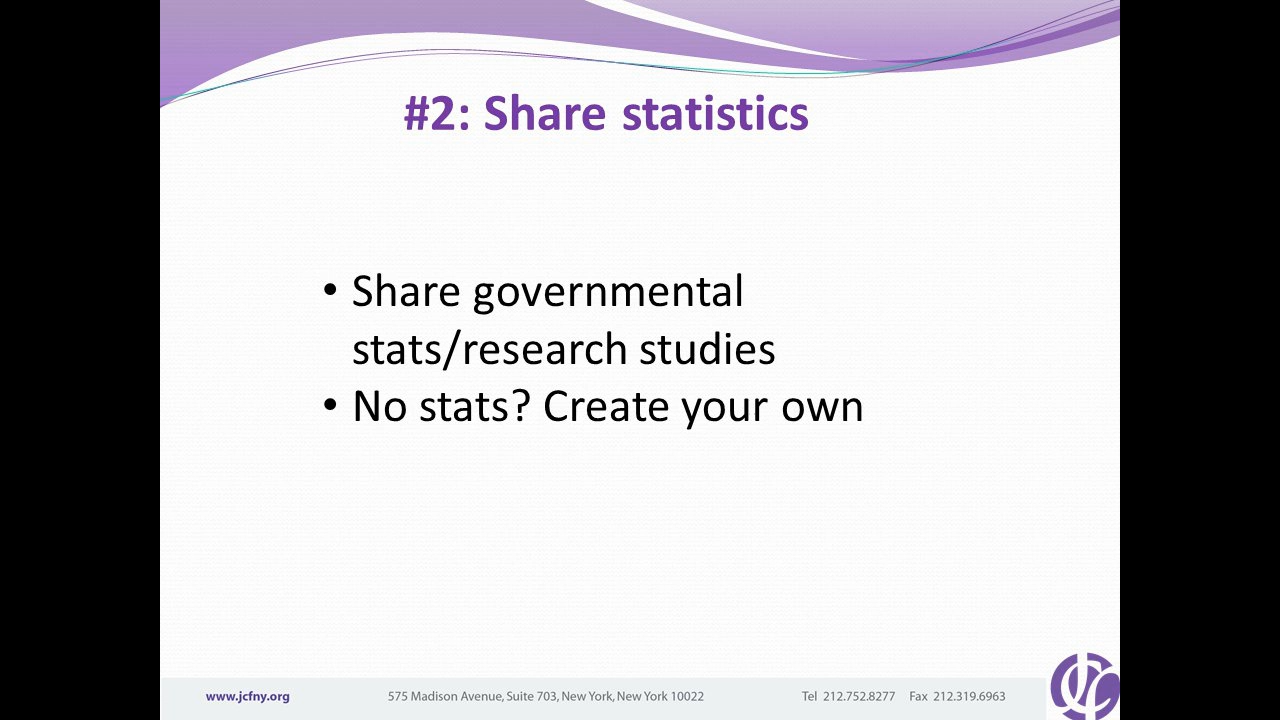 #2: Share statistics
• Share governmental
stats/research studies
• No stats? Create your own
www.jcfny.org 575 Madison Avenue, Suite 703, New York, New York 10022 Tel 212.752.8277 Fax 212.319.6963